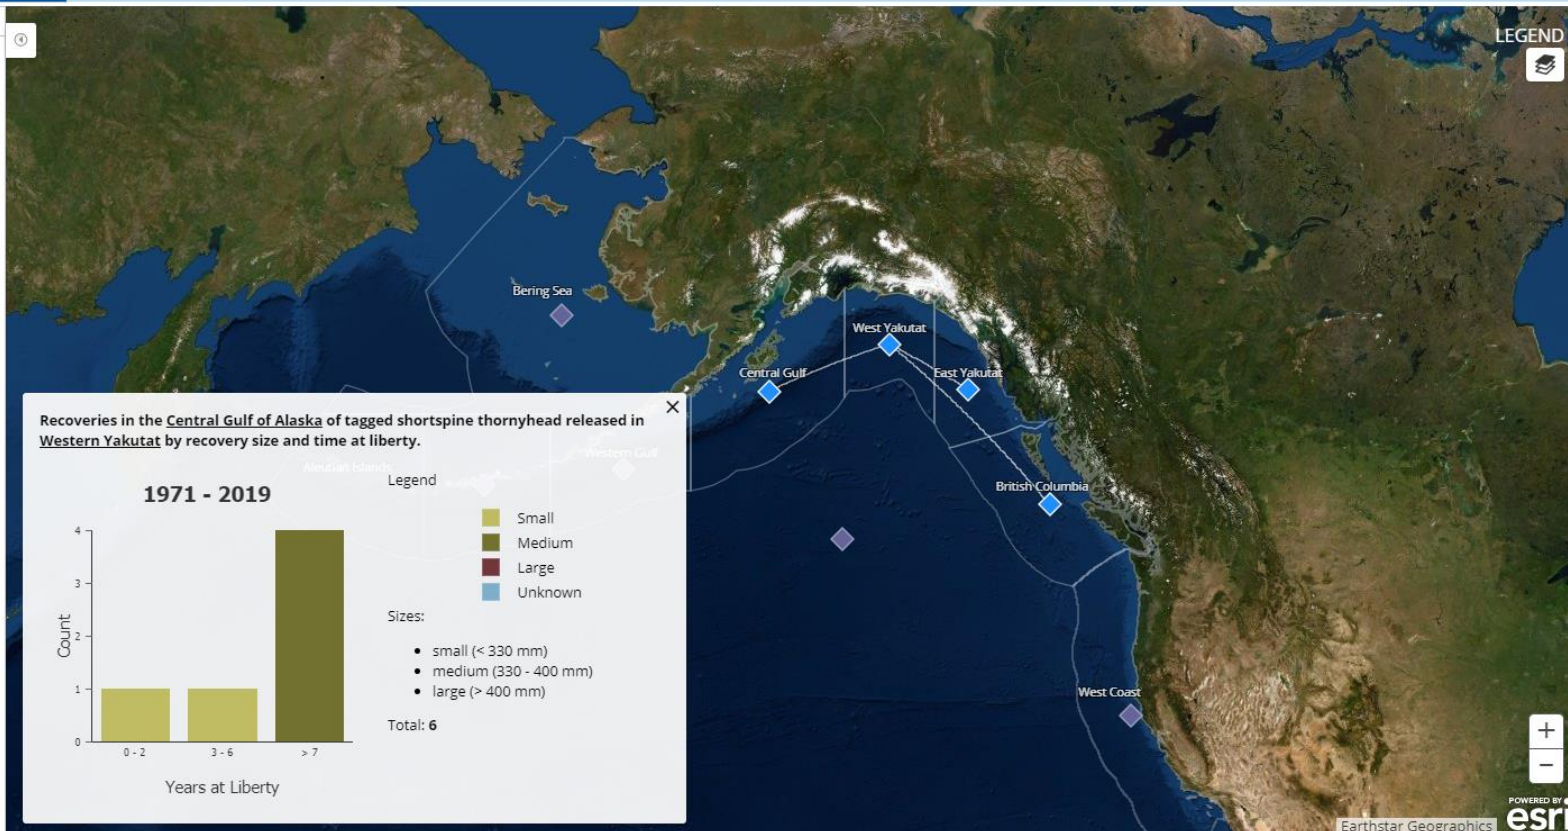 LEGEND
Bering Sea
West Yakutat
Central Gulf
East Yakutat
Recoveries in the Central Gulf of Alaska of tagged shortspine thornyhead released in
Western Yakutat by recovery size and time at liberty.
Aleutian Islands
Western Gulf
Legend
1971 - 2019
Small
Medium
Large
Unknown
Sizes:
small (< 330 mm)
medium (330 - 400 mm)
large (> 400 mm)
Total: 6
4
3
2
1
0
Count
0 - 2
3 - 6
> 7
Years at Liberty
British Columbia
West Coast
+
−
POWERED BY
esri
Earthstar Geographics